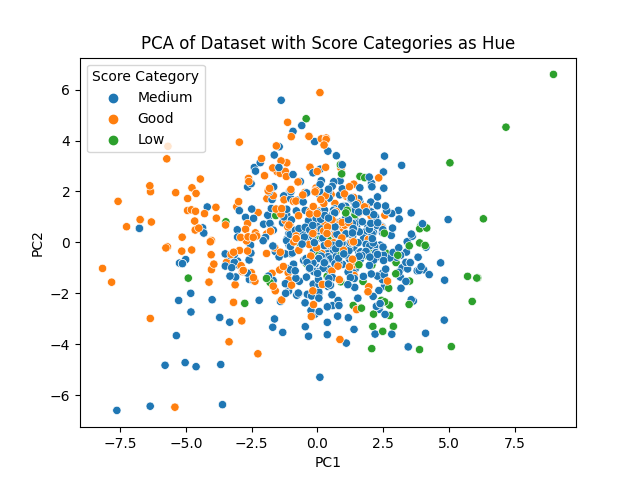 PCA of Dataset with Score Categories as Hue
Score Category
Medium
Good
Low
6
4
2
0
−2
−4
−6
PC2
−7.5 −5.0 −2.5 0.0 2.5 5.0 7.5
PC1